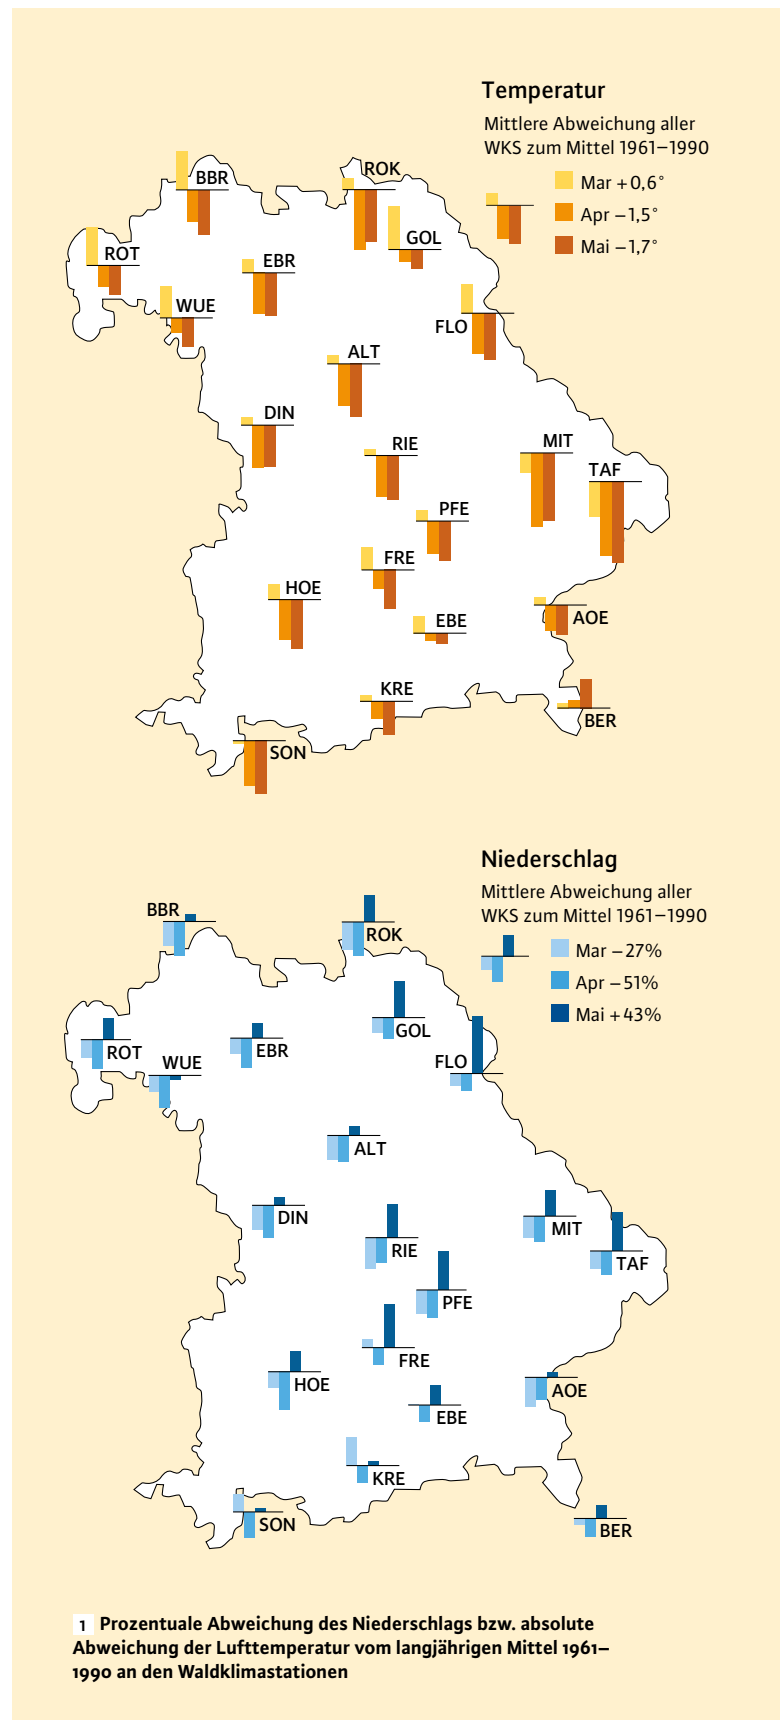 Temperatur
Mittlere Abweichung aller
WKS zum Mittel 1961–1990
Mar +0,6°
Apr –1,5°
Mai –1,7°
BBR
ROK
GOL
ROT
EBR
WUE
FLO
ALT
DIN
RIE
MIT
TAF
PFE
FRE
HOE
EBE
AOE
KRE
BER
SON
Niederschlag
Mittlere Abweichung aller
WKS zum Mittel 1961–1990
Mar –27%
Apr –51%
Mai +43%
BBR
ROK
GOL
ROT
EBR
WUE
FLO
ALT
DIN
MIT
RIE
TAF
PFE
FRE
HOE
AOE
EBE
KRE
SON
BER
1 Prozentuale Abweichung des Niederschlags bzw. absolute
Abweichung der Lufttemperatur vom langjährigen Mittel 1961–
1990 an den Waldklimastationen